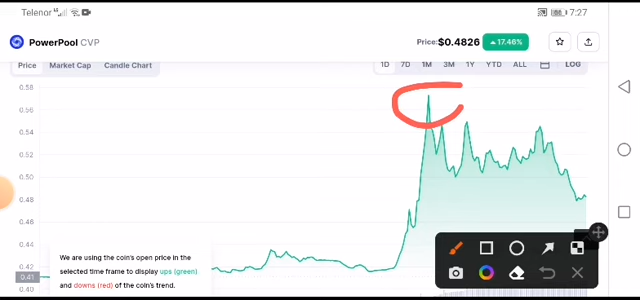 Telenor
7:27
PowerPool CVP
Price:$0.4826 ▲ 17.46%
Price Market Cap Candle Chart 1D 7D 1M 3M 1Y YTD ALL LOG
0.58
0.56
0.54
0.52
0.50
0.48
0.46
0.44
0.42
0.41
0.40
We are using the coin's open price in the
selected time frame to display ups (green)
and downs (red) of the coin's trend.